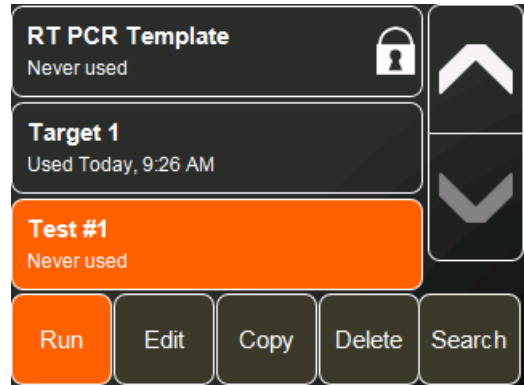 RT PCR Template
Never used
Target 1
Used Today, 9:26 AM
Test #1
Never used
Run
Edit
Copy
Delete
Search